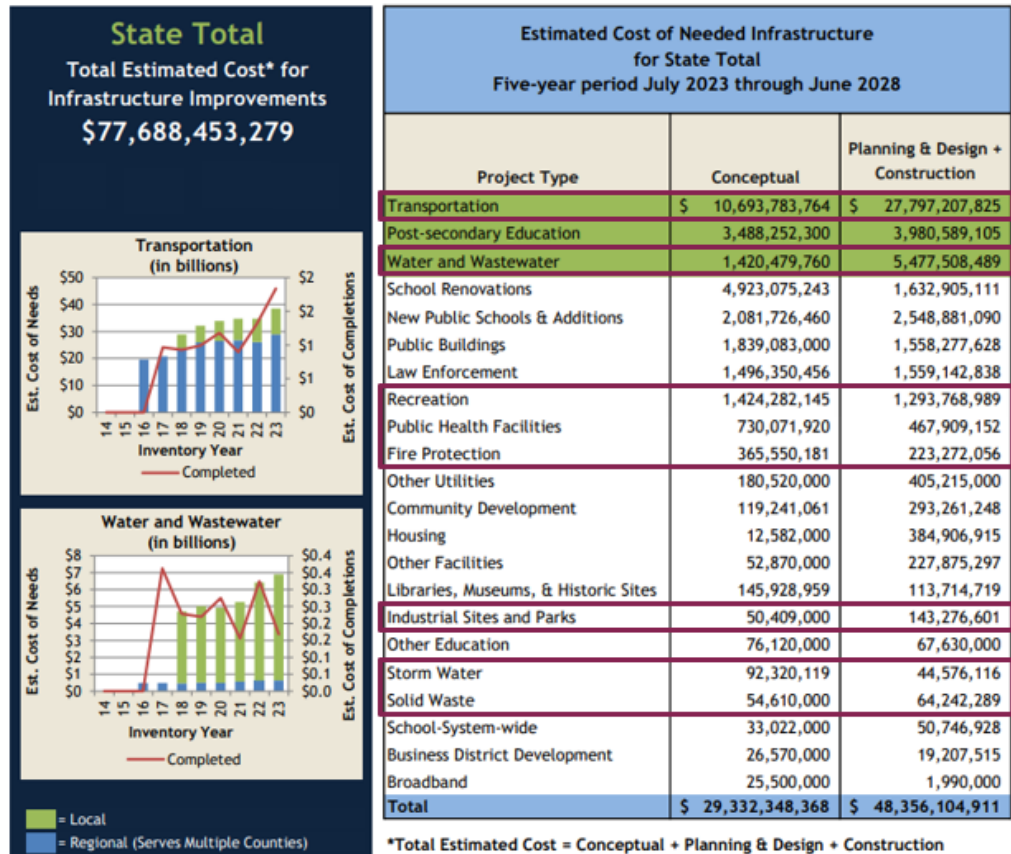 State Total
Total Estimated Cost* for
Infrastructure Improvements
$77,688,453,279
Transportation
(in billions)
Est. Cost of Needs
$50
$40
$30
$20
$10
$0
$2
$2
$1
$1
$0
Est. Cost of Completions
14 15 16 17 18 19 20 21 22 23
Inventory Year
Completed
Water and Wastewater
(in billions)
Est. Cost of Needs
$8
$7
$6
$5
$4
$3
$2
$1
$0
$0.4
$0.4
$0.3
$0.3
$0.2
$0.2
$0.1
$0.1
$0.0
Est. Cost of Completions
14 15 16 17 18 19 20 21 22 23
Inventory Year
Completed
= Local
= Regional (Serves Multiple Counties)
Estimated Cost of Needed Infrastructure
for State Total
Five-year period July 2023 through June 2028
Project Type Conceptual Planning & Design + Construction
Transportation $ 10,693,783,764 $ 27,797,207,825
Post-secondary Education 3,488,252,300 3,980,589,105
Water and Wastewater 1,420,479,760 5,477,508,489
School Renovations 4,923,075,243 1,632,905,111
New Public Schools & Additions 2,081,726,460 2,548,881,090
Public Buildings 1,839,083,000 1,558,277,628
Law Enforcement 1,496,350,456 1,559,142,838
Recreation 1,424,282,145 1,293,768,989
Public Health Facilities 730,071,920 467,909,152
Fire Protection 365,550,181 223,272,056
Other Utilities 180,520,000 405,215,000
Community Development 119,241,061 293,261,248
Housing 12,582,000 384,906,915
Other Facilities 52,870,000 227,875,297
Libraries, Museums, & Historic Sites 145,928,959 113,714,719
Industrial Sites and Parks 50,409,000 143,276,601
Other Education 76,120,000 67,630,000
Storm Water 92,320,119 44,576,116
Solid Waste 54,610,000 64,242,289
School-System-wide 33,022,000 50,746,928
Business District Development 26,570,000 19,207,515
Broadband 25,500,000 1,990,000
Total $ 29,332,348,368 $ 48,356,104,911
*Total Estimated Cost = Conceptual + Planning & Design + Construction